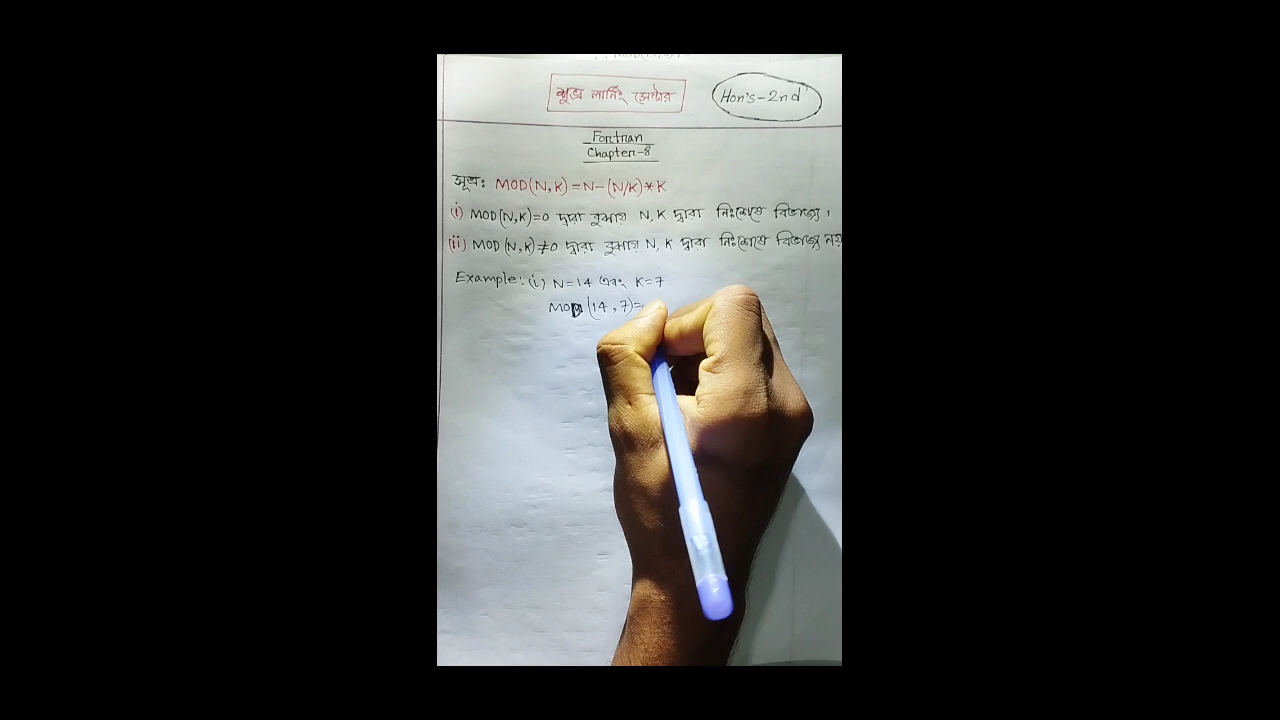 শুভ্র লার্নিং সেন্টার
Hon's-2nd
Fortran
Chapter-8
সূত্র: MOD(N,K)=N-(N/K)*K
(i) MOD(N,K)=0 দ্বারা বুঝায় N, K দ্বারা নিঃশেষে বিভাজ্য,
(ii) MOD(N,K)≠0 দ্বারা বুঝায় N, K দ্বারা নিঃশেষে বিভাজ্য নয়
Example: (i) N=14 এবং K=7
MOD(14,7)=